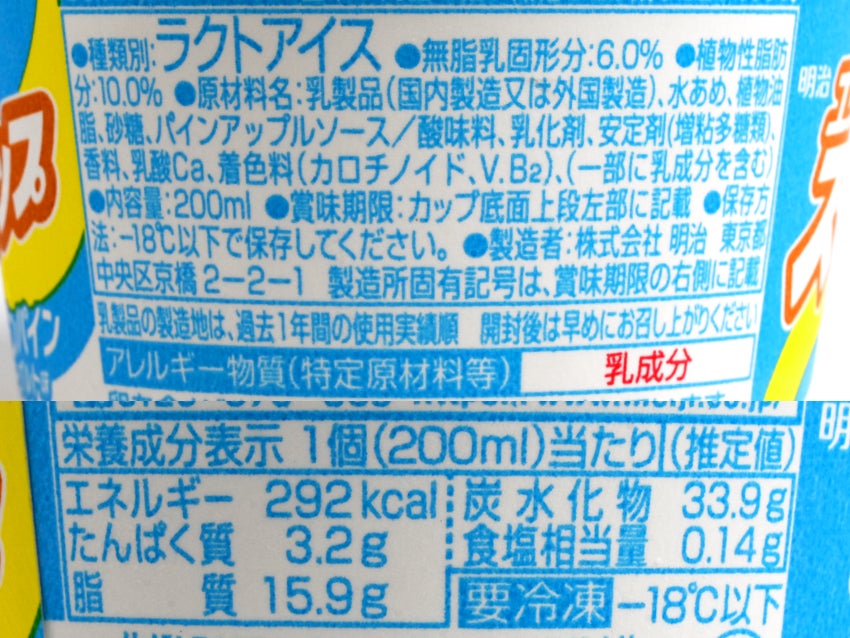 ●種類別:ラクトアイス ●無脂乳固形分:6.0% ●植物性脂肪
分:10.0% ●原材料名:乳製品(国内製造又は外国製造)、水あめ、植物油
脂、砂糖、パインアップルソース/酸味料、乳化剤、安定剤(増粘多糖類)、
香料、乳酸Ca、着色料(カロチノイド、V.B₂)、(一部に乳成分を含む)
●内容量:200ml ●賞味期限:カップ底面上段左部に記載 ●保存方
法:−18℃以下で保存してください。 ●製造者:株式会社 明治 東京都
中央区京橋2−2−1 製造所固有記号は、賞味期限の右側に記載
乳製品の製造地は、過去1年間の使用実績順 開封後は早めにお召し上がりください
アレルギー物質(特定原材料等) 乳成分
明治
ップ
パイン
栄養成分表示 1個(200ml)当たり (推定値)
エネルギー 292kcal 炭水化物 33.9g
たんぱく質 3.2g 食塩相当量 0.14g
脂質 15.9g 要冷凍 −18℃以下
明